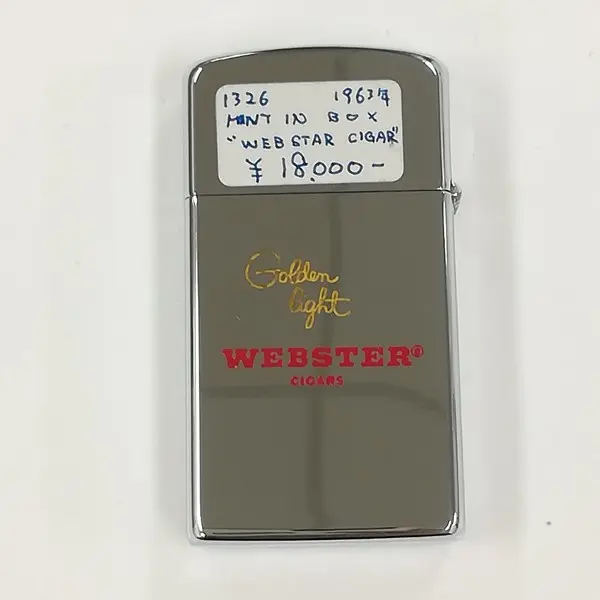 1326 1963年
MINT IN BOX
"WEBSTAR CIGAR"
¥ 18,000-
Golden
light
WEBSTER®
CIGARS